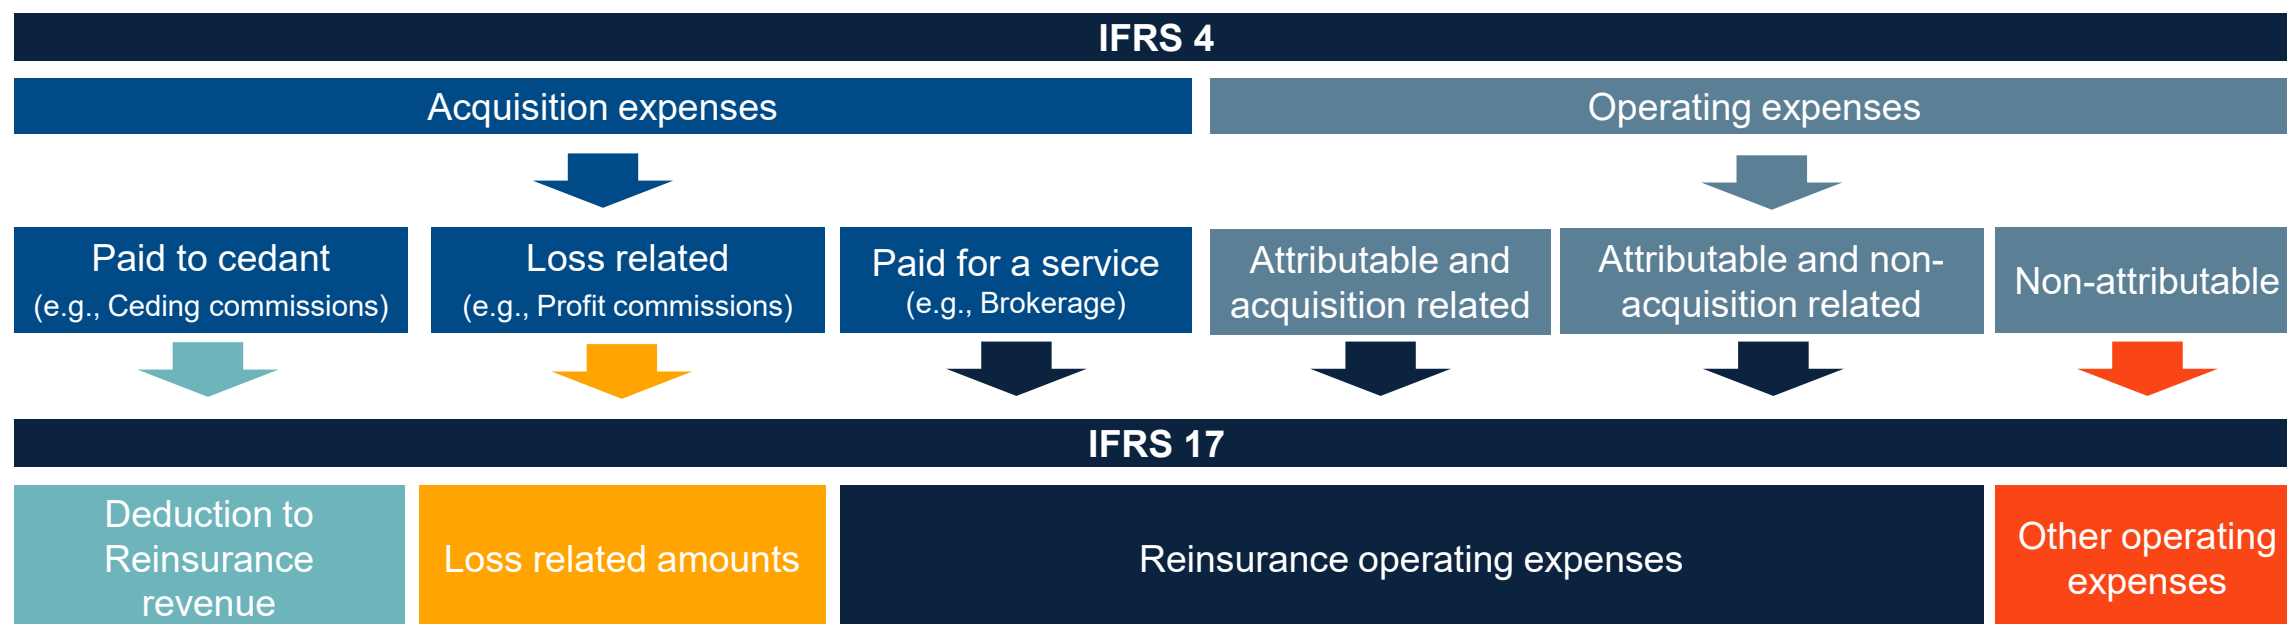 IFRS 4
Acquisition expenses
Operating expenses
Paid to cedant
(e.g., Ceding commissions)
Loss related
(e.g., Profit commissions)
Paid for a service
(e.g., Brokerage)
Attributable and
acquisition related
Attributable and non-
acquisition related
Non-attributable
IFRS 17
Deduction to
Reinsurance
revenue
Loss related amounts
Reinsurance operating expenses
Other operating
expenses